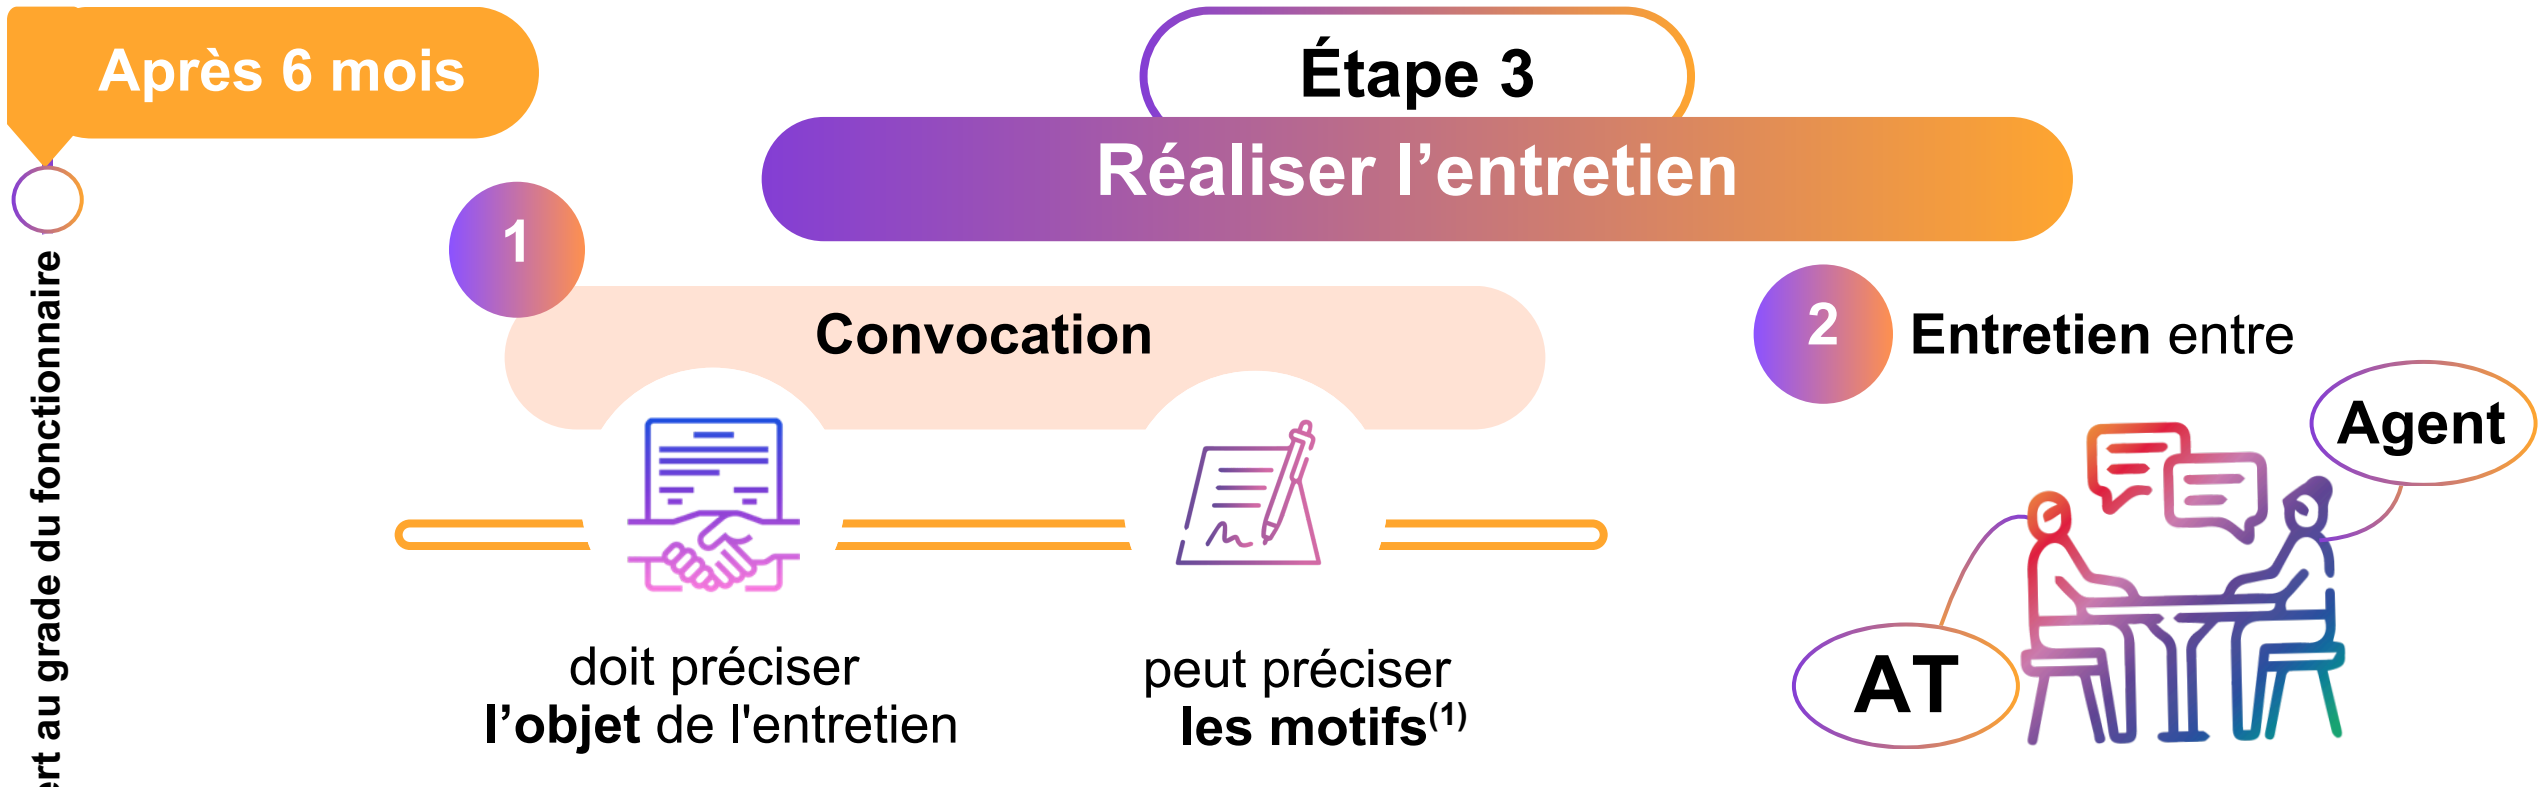 Après 6 mois
Étape 3
Réaliser l’entretien
1
Convocation
doit préciser
l’objet de l'entretien
peut préciser
les motifs(1)
2
Entretien entre
Agent
AT
au grade du fonctionnaire